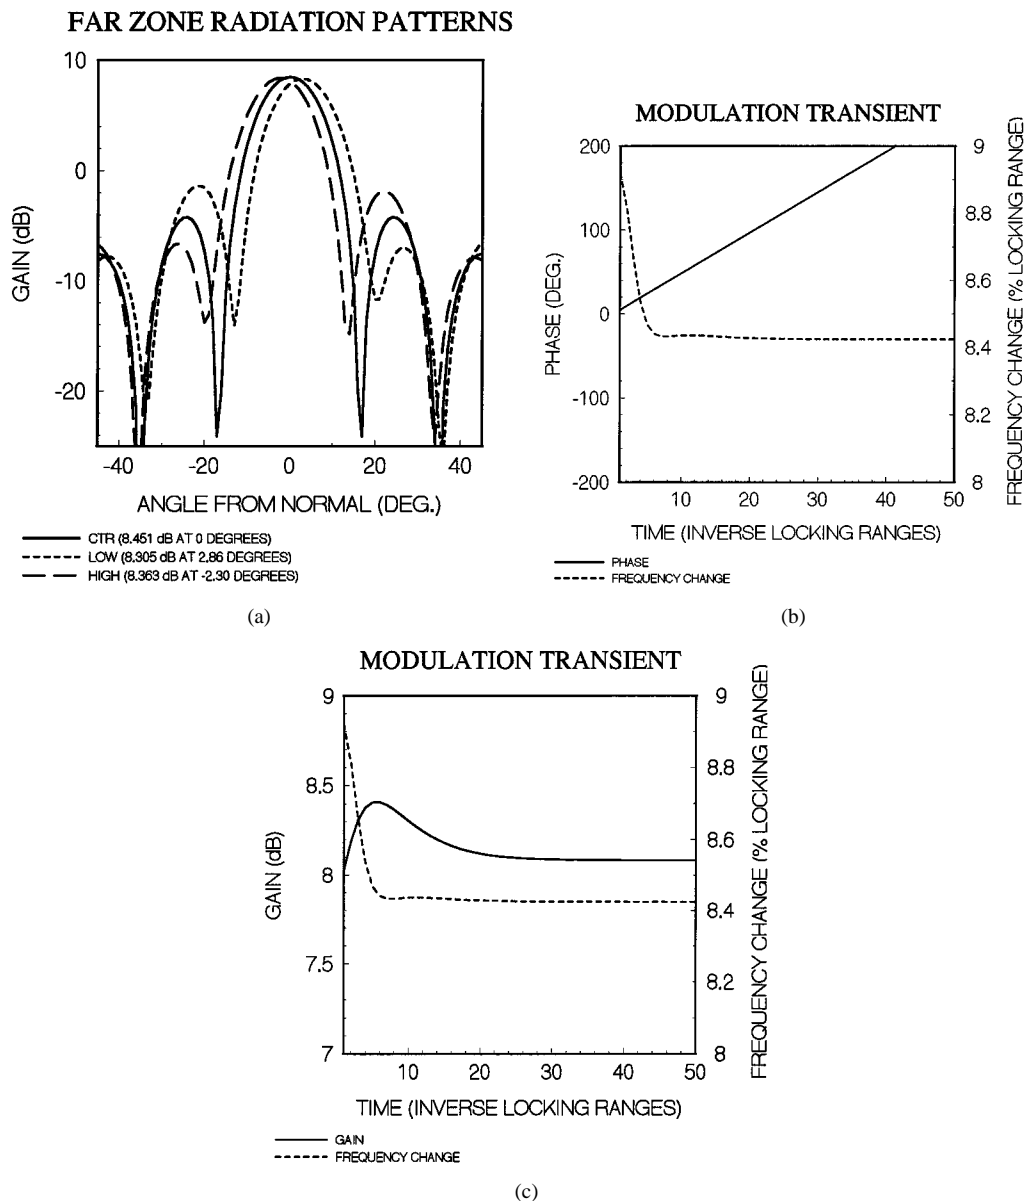 FAR ZONE RADIATION PATTERNS
10
0
-10
-20
GAIN (dB)
-40
-20
0
20
40
ANGLE FROM NORMAL (DEG.)
CTR (8.451 dB AT 0 DEGREES)
LOW (8.305 dB AT 2.86 DEGREES)
HIGH (8.363 dB AT -2.30 DEGREES)
(a)
MODULATION TRANSIENT
200
100
0
-100
-200
PHASE (DEG.)
9
8.8
8.6
8.4
8.2
8
FREQUENCY CHANGE (% LOCKING RANGE)
10
20
30
40
50
TIME (INVERSE LOCKING RANGES)
PHASE
FREQUENCY CHANGE
(b)
MODULATION TRANSIENT
9
8.5
8
7.5
7
GAIN (dB)
9
8.8
8.6
8.4
8.2
8
FREQUENCY CHANGE (% LOCKING RANGE)
10
20
30
40
50
TIME (INVERSE LOCKING RANGES)
GAIN
FREQUENCY CHANGE
(c)